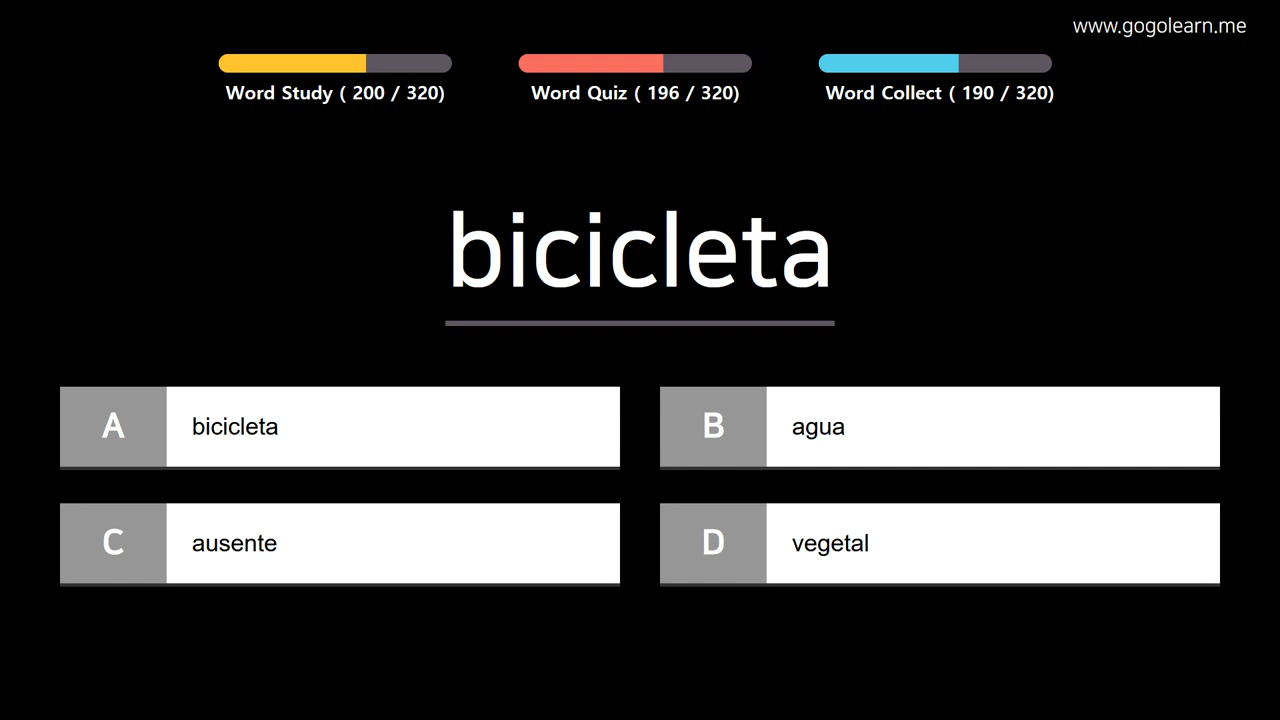 www.gogolearn.me
Word Study ( 200 / 320)
Word Quiz ( 196 / 320)
Word Collect ( 190 / 320)
bicicleta
A bicicleta
B agua
C ausente
D vegetal